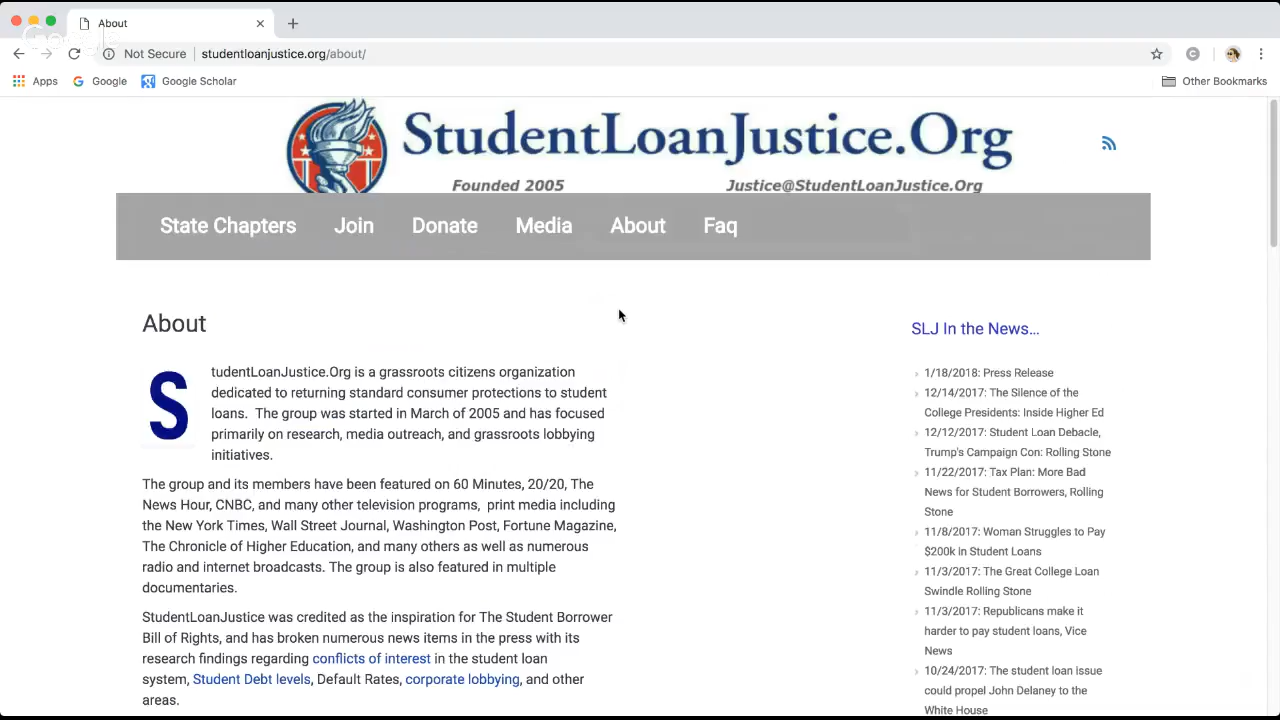 About
Google
Not Secure
studentloanjustice.org/about/
Apps
Google
Google Scholar
Other Bookmarks
StudentLoanJustice.Org
Founded 2005
Justice@StudentLoanJustice.Org
State Chapters
Join
Donate
Media
About
Faq
About
StudentLoanJustice.Org is a grassroots citizens organization
dedicated to returning standard consumer protections to student
loans. The group was started in March of 2005 and has focused
primarily on research, media outreach, and grassroots lobbying
initiatives.
The group and its members have been featured on 60 Minutes, 20/20, The
News Hour, CNBC, and many other television programs, print media including
the New York Times, Wall Street Journal, Washington Post, Fortune Magazine,
The Chronicle of Higher Education, and many others as well as numerous
radio and internet broadcasts. The group is also featured in multiple
documentaries.
StudentLoanJustice was credited as the inspiration for The Student Borrower
Bill of Rights, and has broken numerous news items in the press with its
research findings regarding conflicts of interest in the student loan
system, Student Debt levels, Default Rates, corporate lobbying, and other
areas.
SLJ In the News...
1/18/2018: Press Release
12/14/2017: The Silence of the
College Presidents: Inside Higher Ed
12/12/2017: Student Loan Debacle,
Trump's Campaign Con: Rolling Stone
11/22/2017: Tax Plan: More Bad
News for Student Borrowers, Rolling
Stone
11/8/2017: Woman Struggles to Pay
$200k in Student Loans
11/3/2017: The Great College Loan
Swindle Rolling Stone
11/3/2017: Republicans make it
harder to pay student loans, Vice
News
10/24/2017: The student loan issue
could propel John Delaney to the
White House